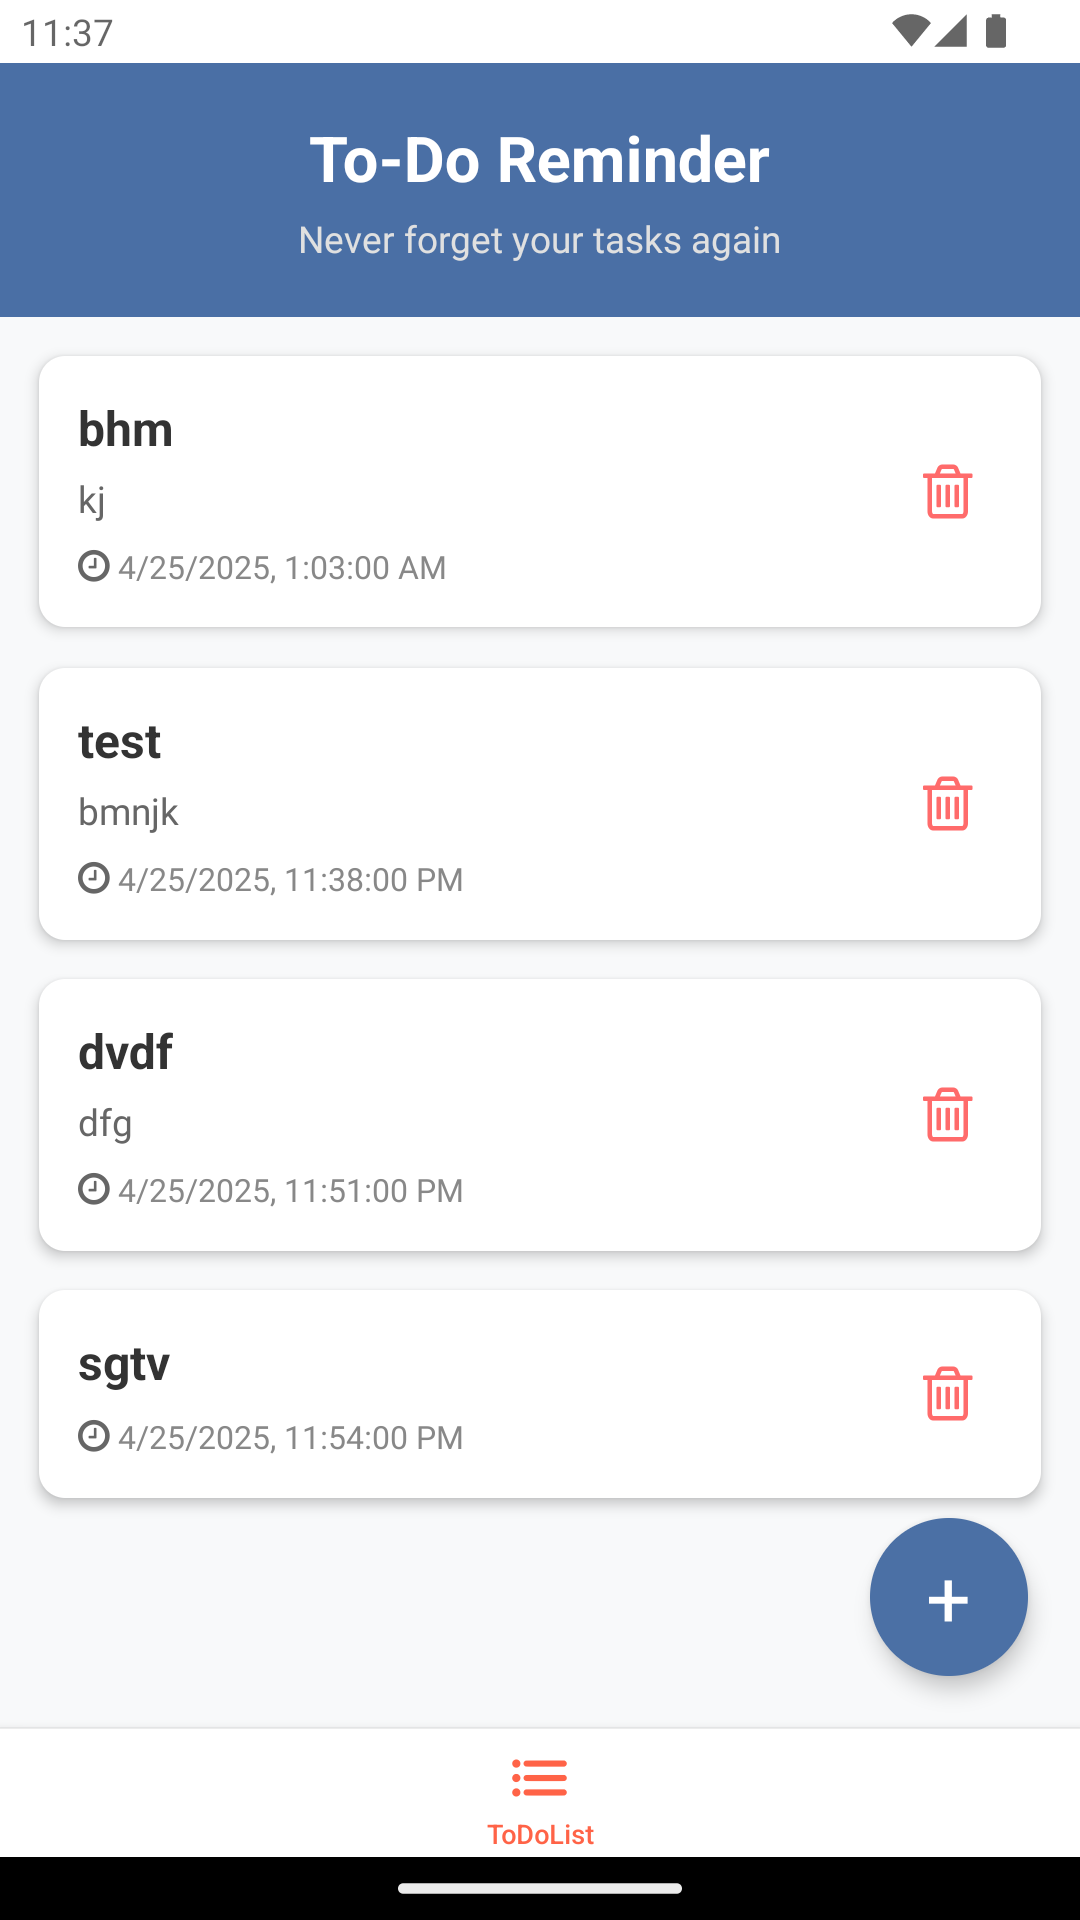 11:37
To-Do Reminder
Never forget your tasks again
bhm
kj
4/25/2025, 1:03:00 AM
test
bmnjk
4/25/2025, 11:38:00 PM
dvdf
dfg
4/25/2025, 11:51:00 PM
sgtv
4/25/2025, 11:54:00 PM
+
ToDoList